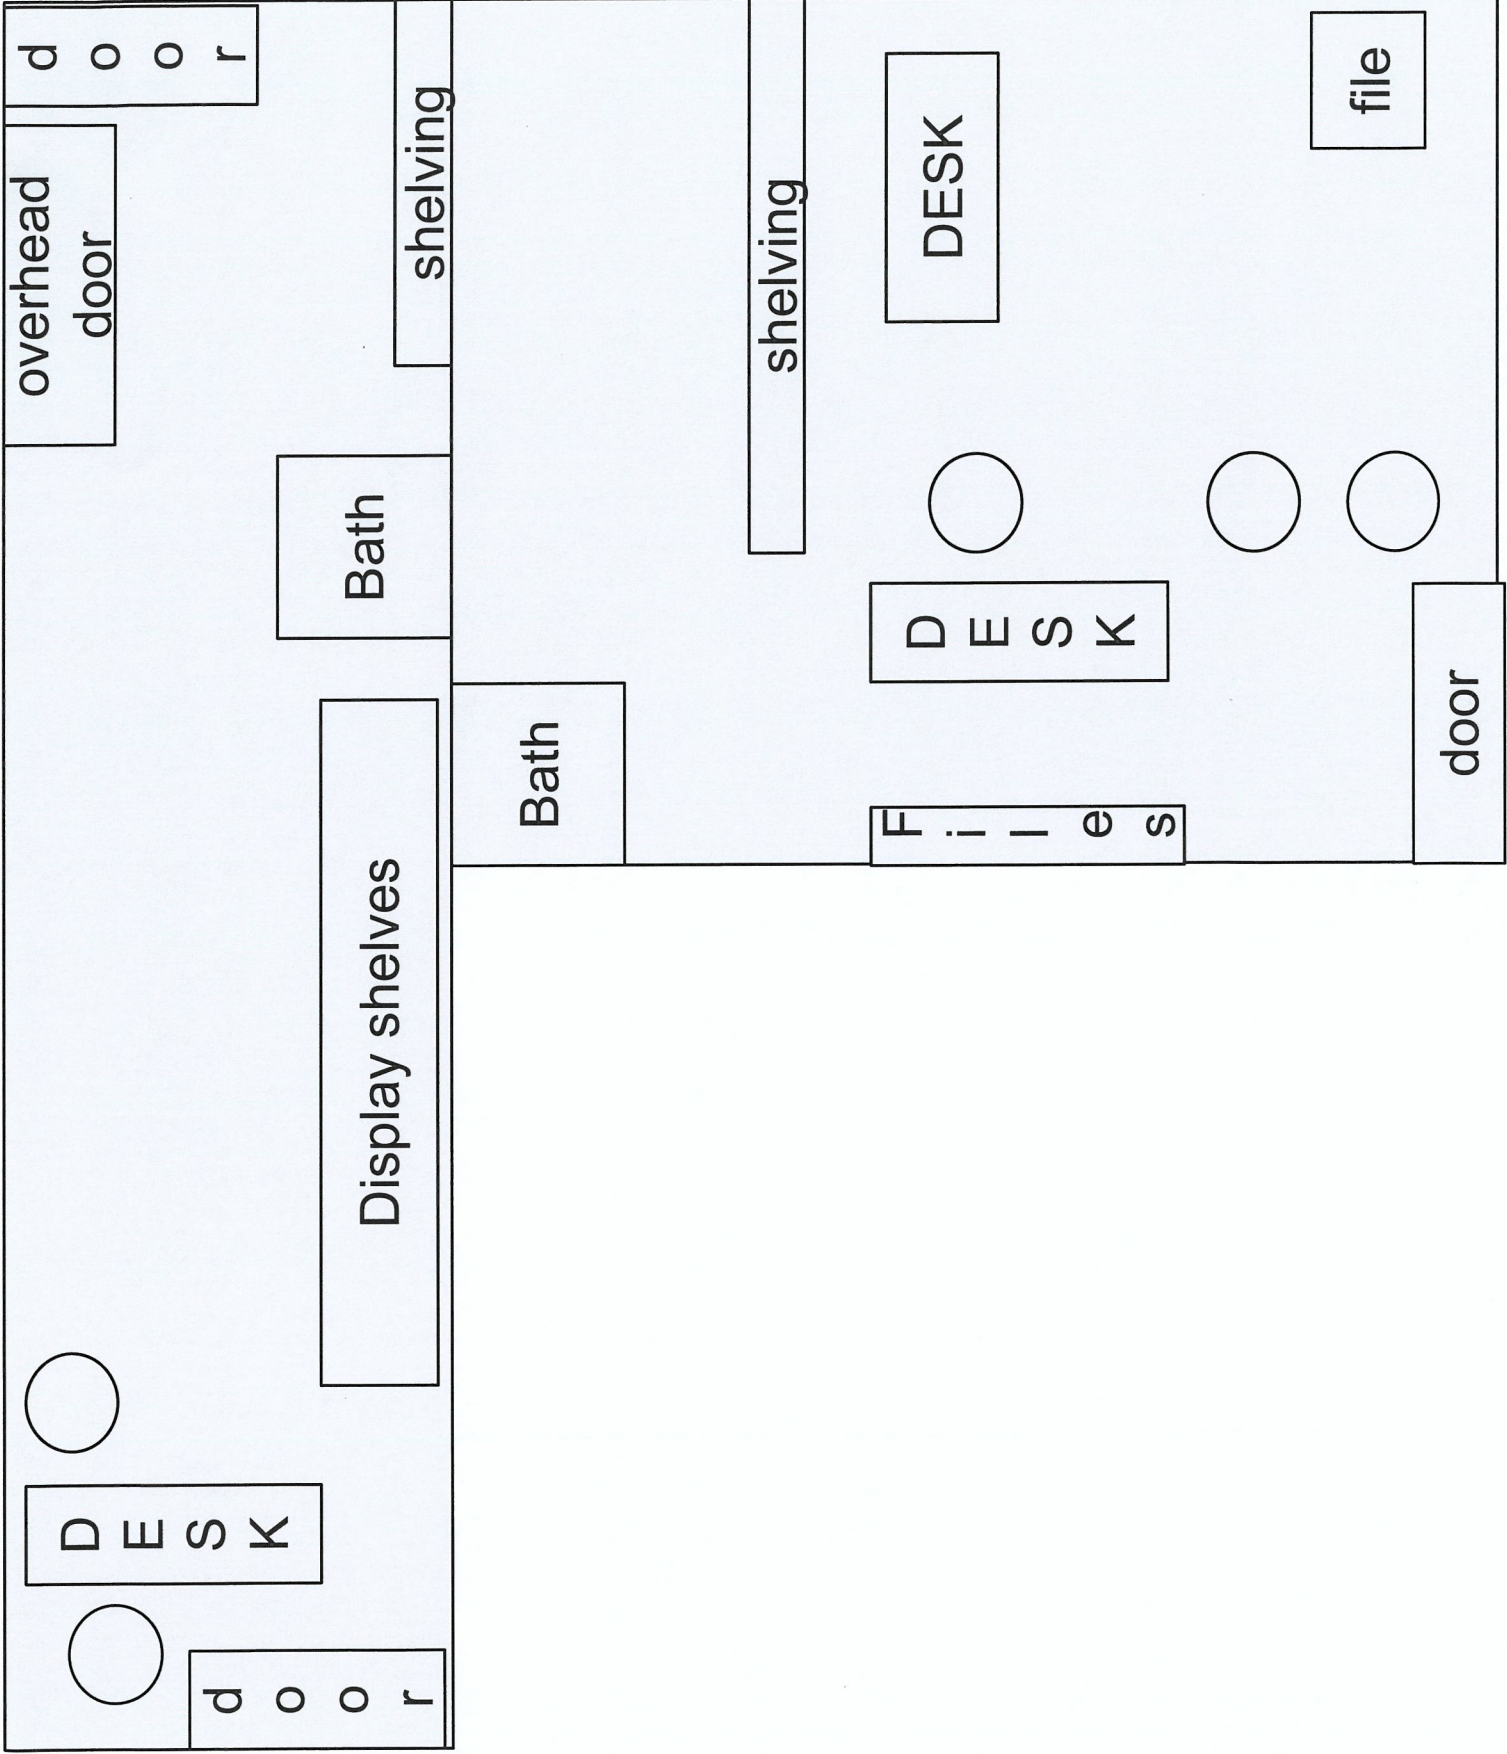 door
DESK
overhead
door
door
Display shelves
Bath
shelving
Bath
shelving
Files
DESK
DESK
door
file